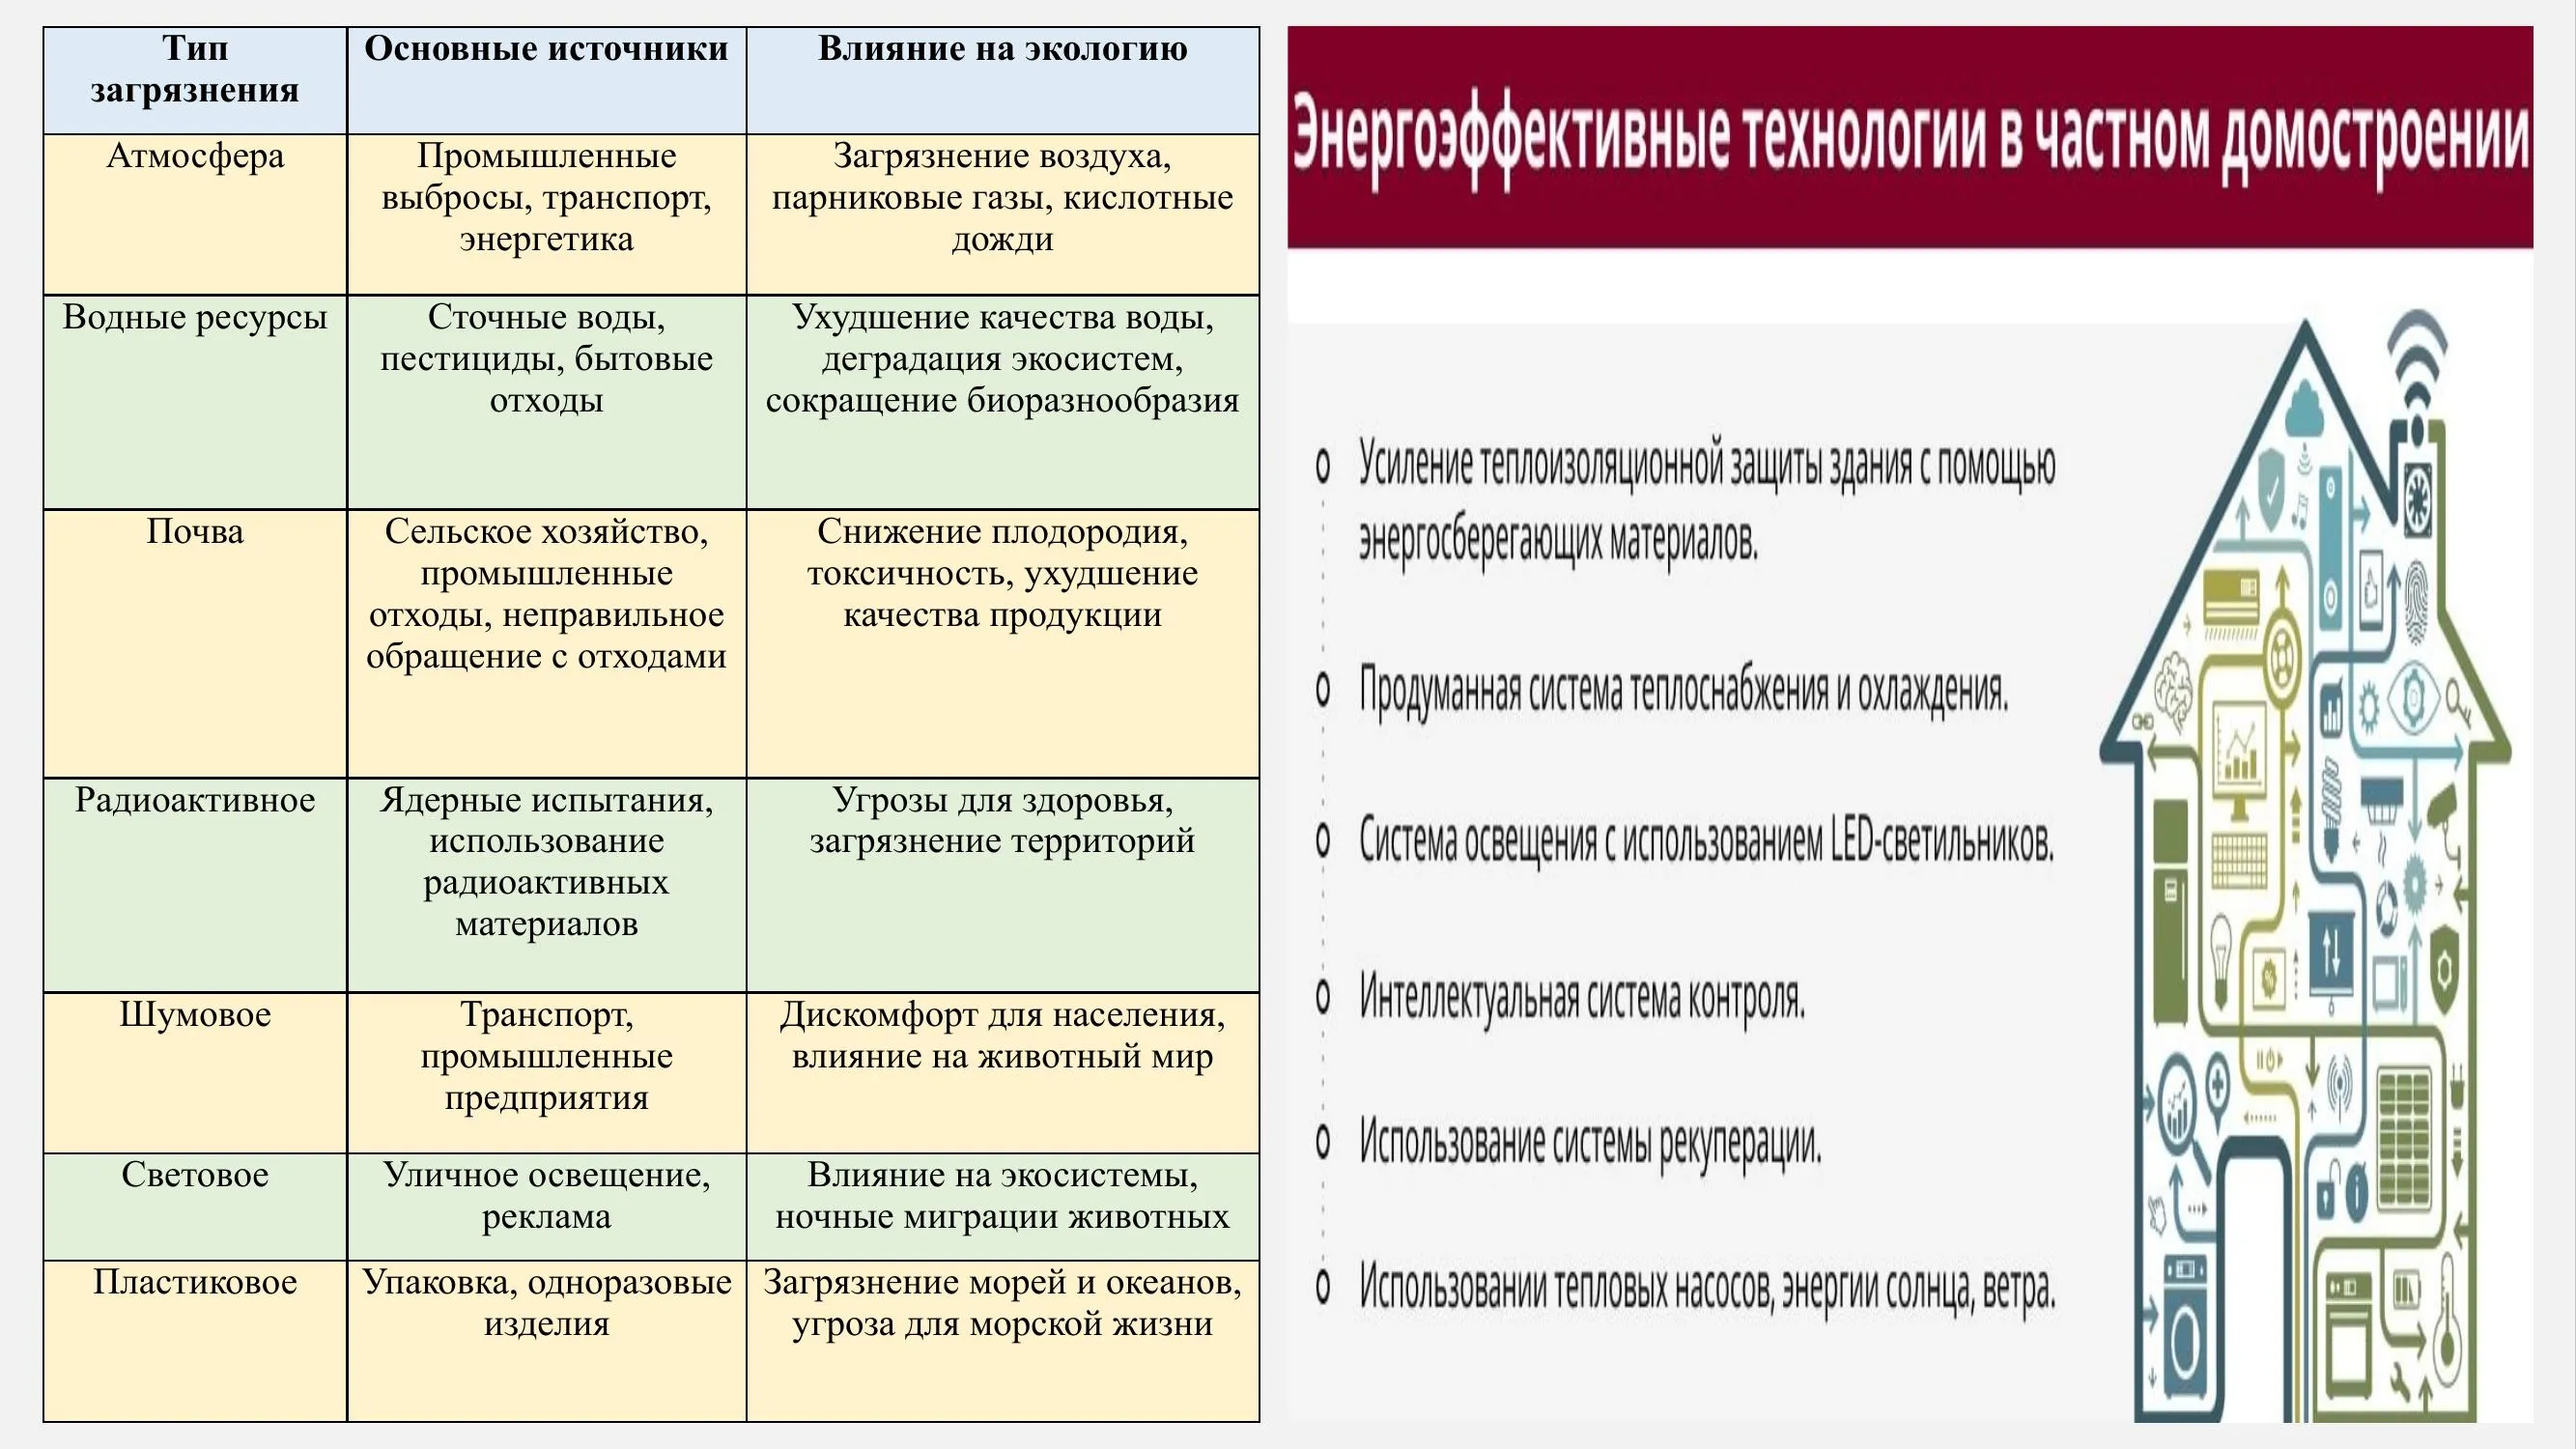 Тип
загрязнения
Основные источники
Влияние на экологию
Атмосфера
Промышленные
выбросы, транспорт,
энергетика
Загрязнение воздуха,
парниковые газы, кислотные
дожди
Водные ресурсы
Сточные воды,
пестициды, бытовые
отходы
Ухудшение качества воды,
деградация экосистем,
сокращение биоразнообразия
Почва
Сельское хозяйство,
промышленные
отходы, неправильное
обращение с отходами
Снижение плодородия,
токсичность, ухудшение
качества продукции
Радиоактивное
Ядерные испытания,
использование
радиоактивных
материалов
Угрозы для здоровья,
загрязнение территорий
Шумовое
Транспорт,
промышленные
предприятия
Дискомфорт для населения,
влияние на животный мир
Световое
Уличное освещение,
реклама
Влияние на экосистемы,
ночные миграции животных
Пластиковое
Упаковка, одноразовые
изделия
Загрязнение морей и океанов,
угроза для морской жизни
Энергоэффективные технологии в частном домостроении
Усиление теплоизоляционной защиты здания с помощью
энергосберегающих материалов.
Продуманная система теплоснабжения и охлаждения.
Система освещения с использованием LED-светильников.
Интеллектуальная система контроля.
Использование системы рекуперации.
Использовании тепловых насосов, энергии солнца, ветра.